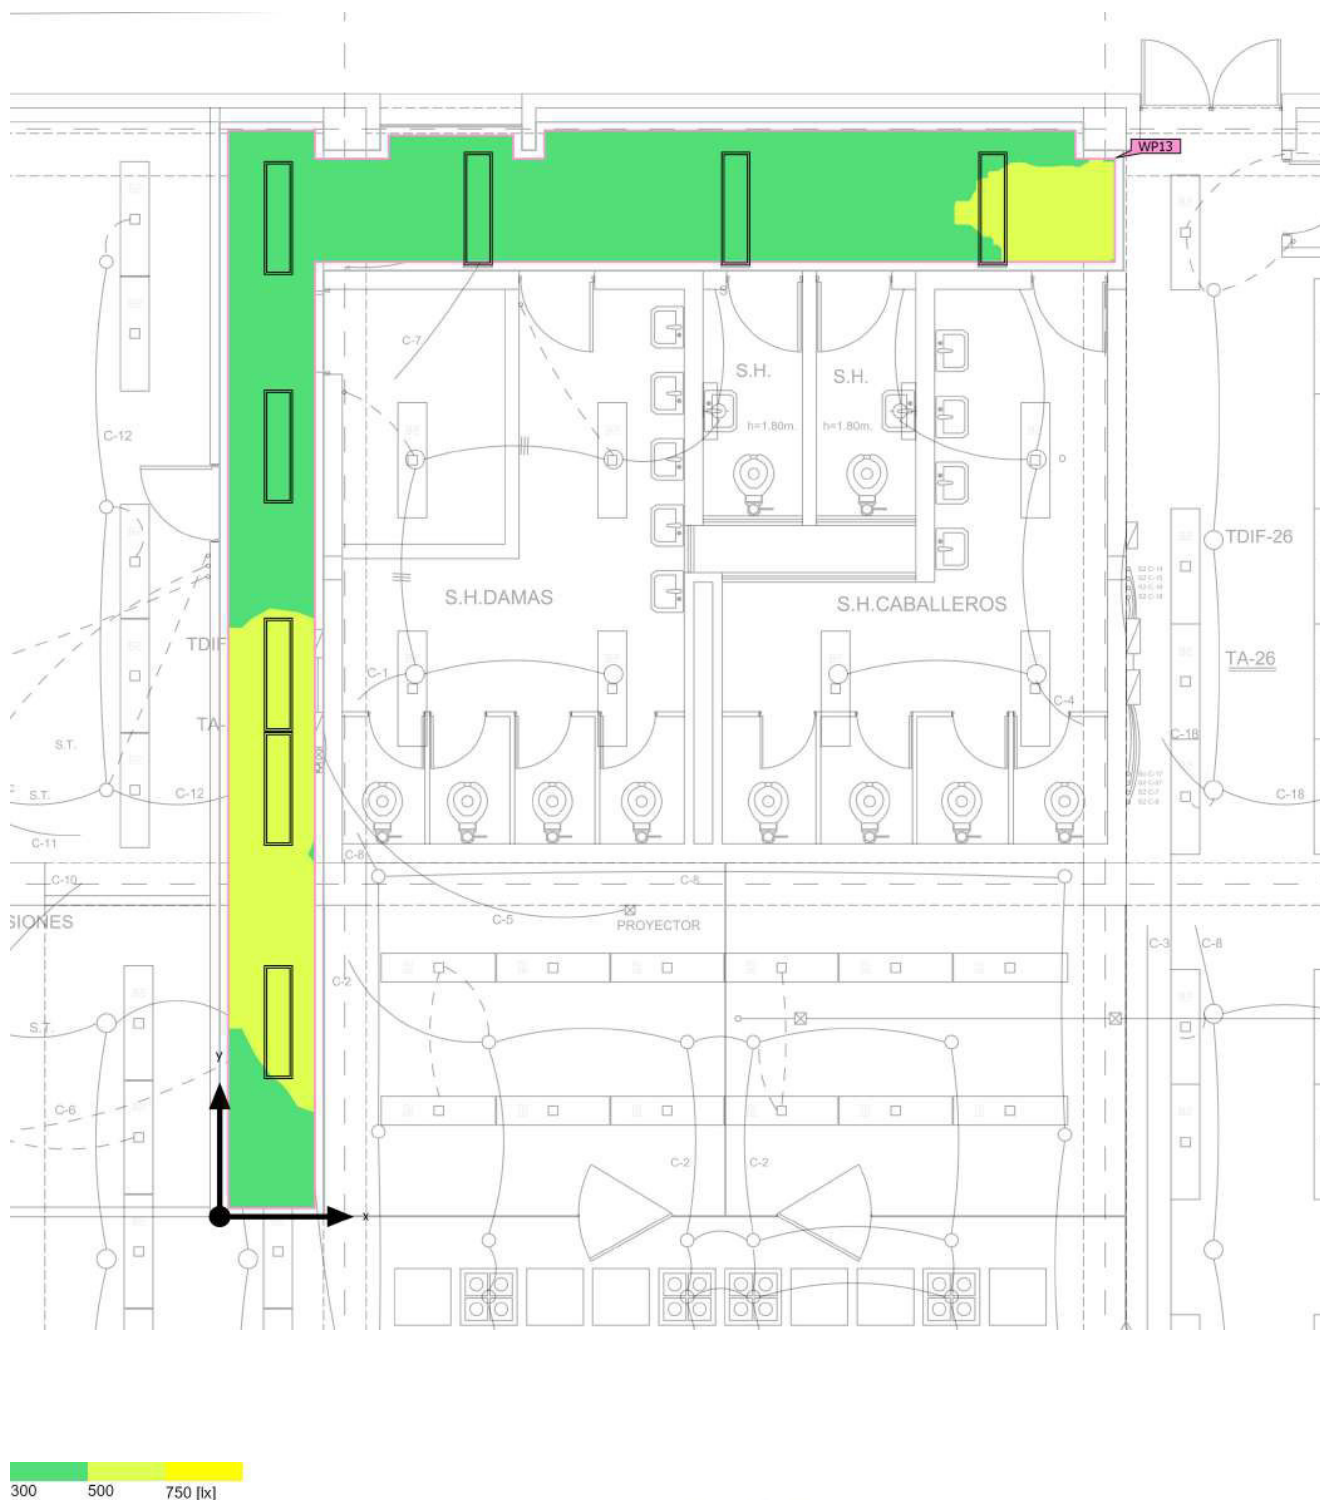 WP13
C-7
S.H.
S.H.
h=1.80m.
h=1.80m.
C-12
TDIF-26
S.H.DAMAS
S.H.CABALLEROS
TDIF
TA-26
C-1
C-4
TA-
S.T.
C-18
S.T.
C-12
C-18
C-11
C-8
C-10
C-8
SIONES
C-5
PROYECTOR
C-3
C-8
C-2
S.T.
y
C-6
C-2
C-2
x
300
500
750 [lx]